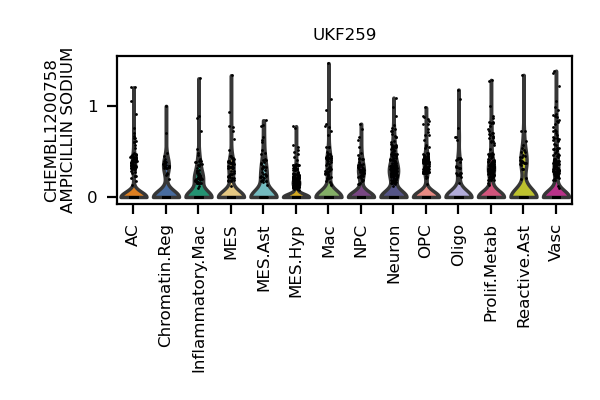 UKF259
CHEMBL1200758
AMPICILLIN SODIUM
1
0
AC
Chromatin.Reg
Inflammatory.Mac
MES
MES.Ast
MES.Hyp
Mac
NPC
Neuron
OPC
Oligo
Prolif.Metab
Reactive.Ast
Vasc